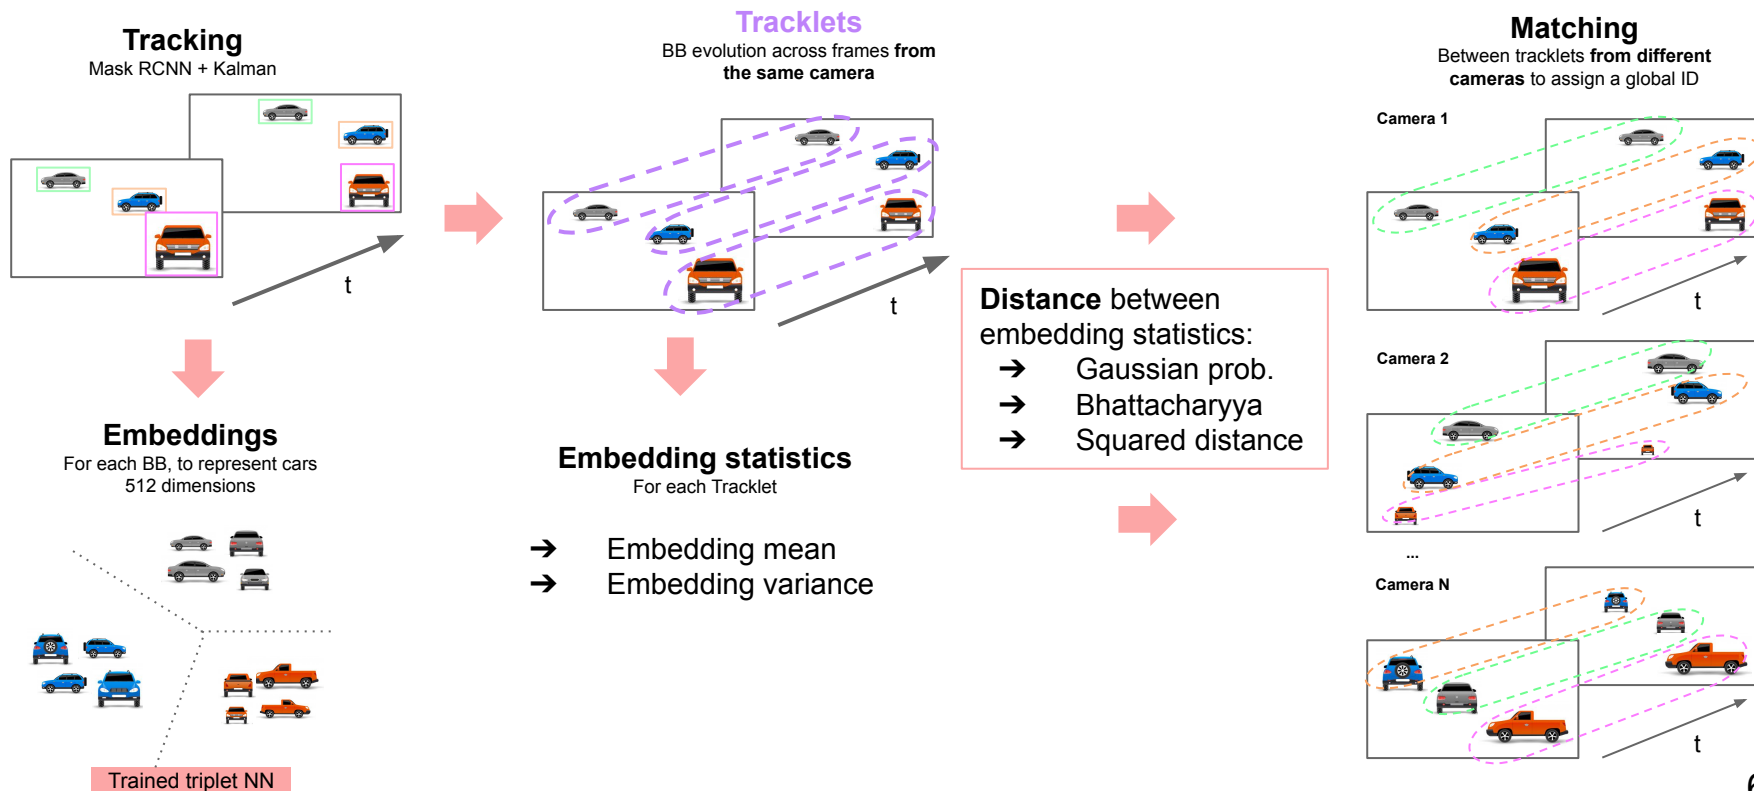 Tracking
Mask RCNN + Kalman
t
Tracklets
BB evolution across frames from
the same camera
t
Matching
Between tracklets from different
cameras to assign a global ID
Camera 1
t
Camera 2
t
...
Camera N
t
Distance between
embedding statistics:
➔ Gaussian prob.
➔ Bhattacharyya
➔ Squared distance
Embeddings
For each BB, to represent cars
512 dimensions
Trained triplet NN
Embedding statistics
For each Tracklet
➔ Embedding mean
➔ Embedding variance